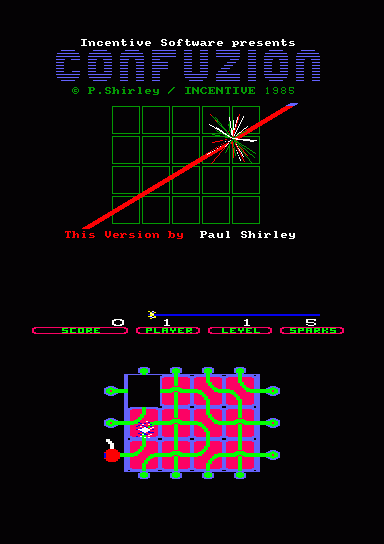 Incentive Software presents
CONFUZION
© P.Shirley / INCENTIVE 1985
This Version by Paul Shirley
0 1 1 5
SCORE PLAYER LEVEL SPARKS